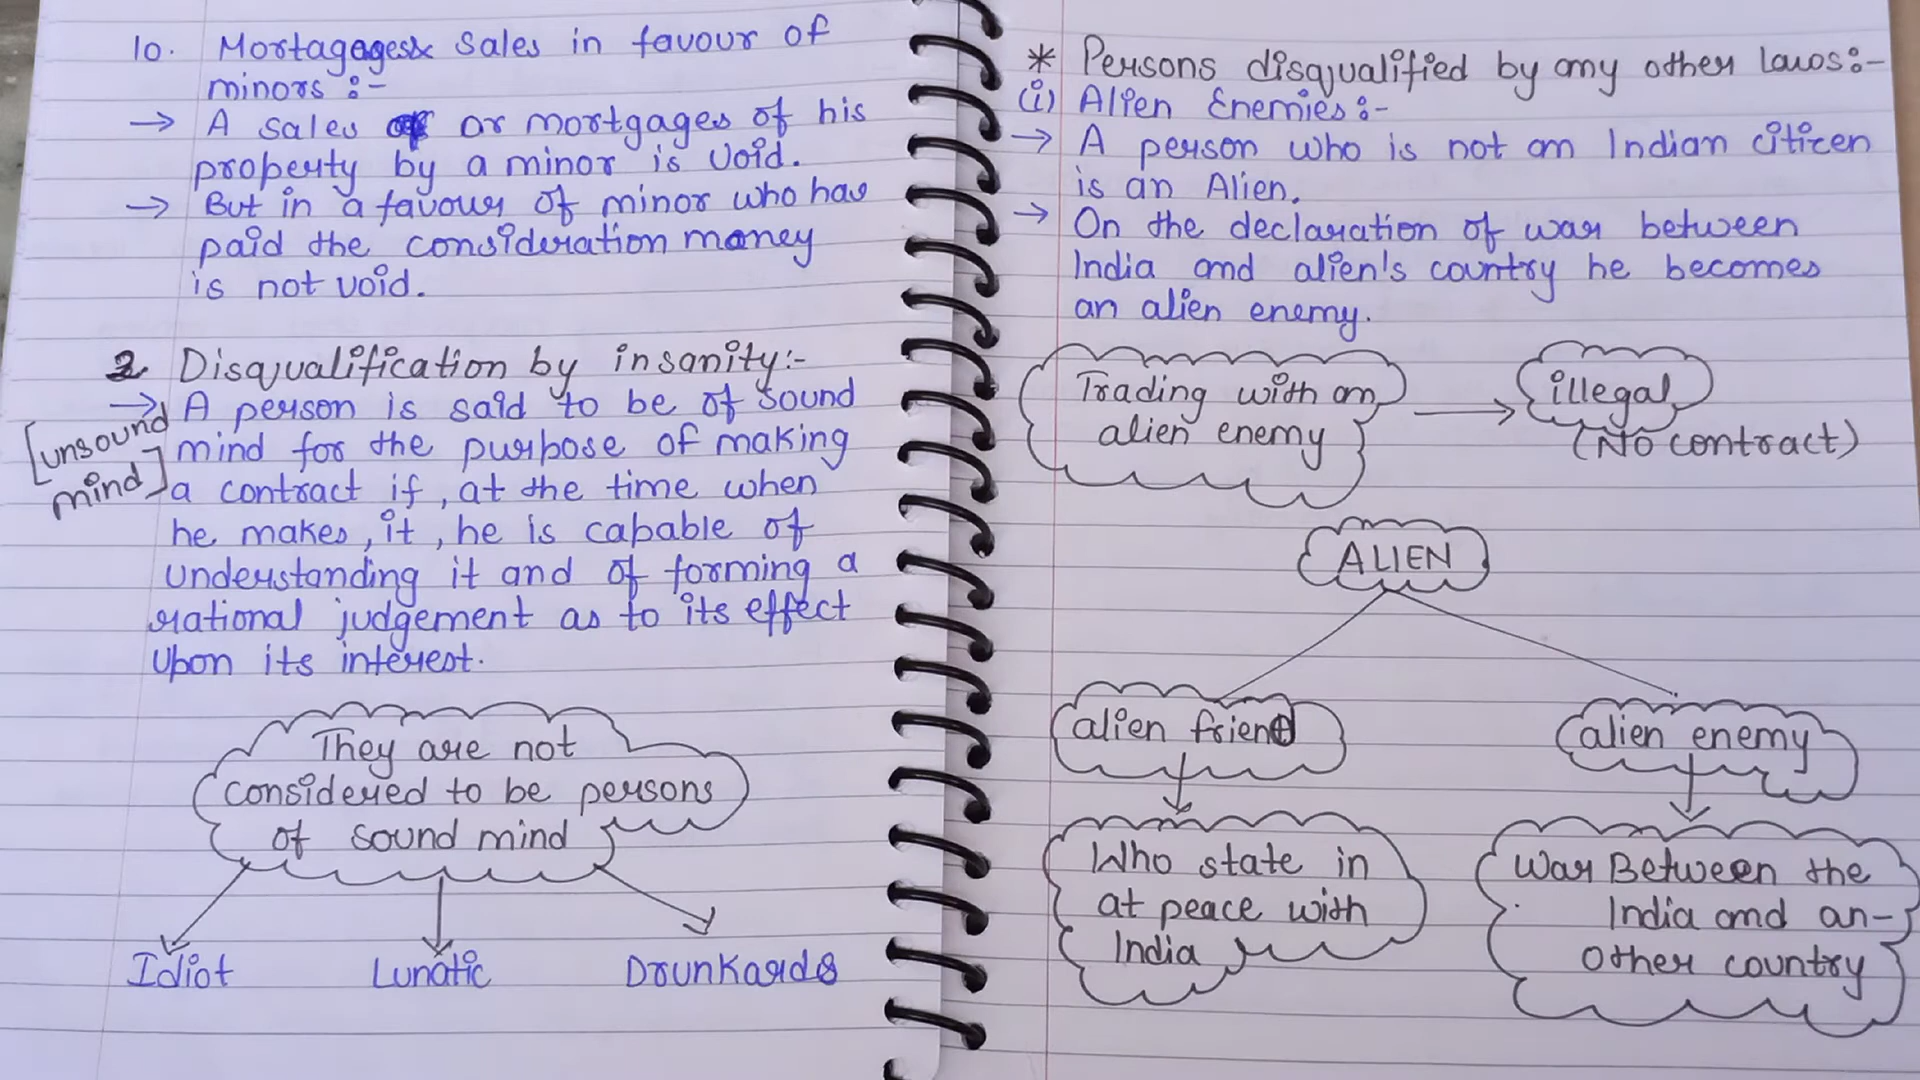 10. Mortagages& Sales in favour of
minors :-
→ A sales of or mortgages of his
property by a minor is void.
→ But in a favour of minor who has
paid the consideration money
is not void.
2. Disqualification by insanity:-
[unsound mind]
→ A person is said to be of sound
mind for the purpose of making
a contract if, at the time when
he makes, it, he is capable of
understanding it and of forming a
rational judgement as to its effect
upon its interest.
They are not
considered to be persons
of sound mind
Idiot Lunatic Drunkards
* Persons disqualified by any other laws:-
(i) Alien Enemies:-
→ A person who is not an Indian citizen
is an Alien.
→ On the declaration of war between
India and alien's country he becomes
an alien enemy.
Trading with an
alien enemy
→ illegal
(No contract)
ALIEN
alien friend alien enemy
Who state in
at peace with
India
War Between the
India and an-
other country